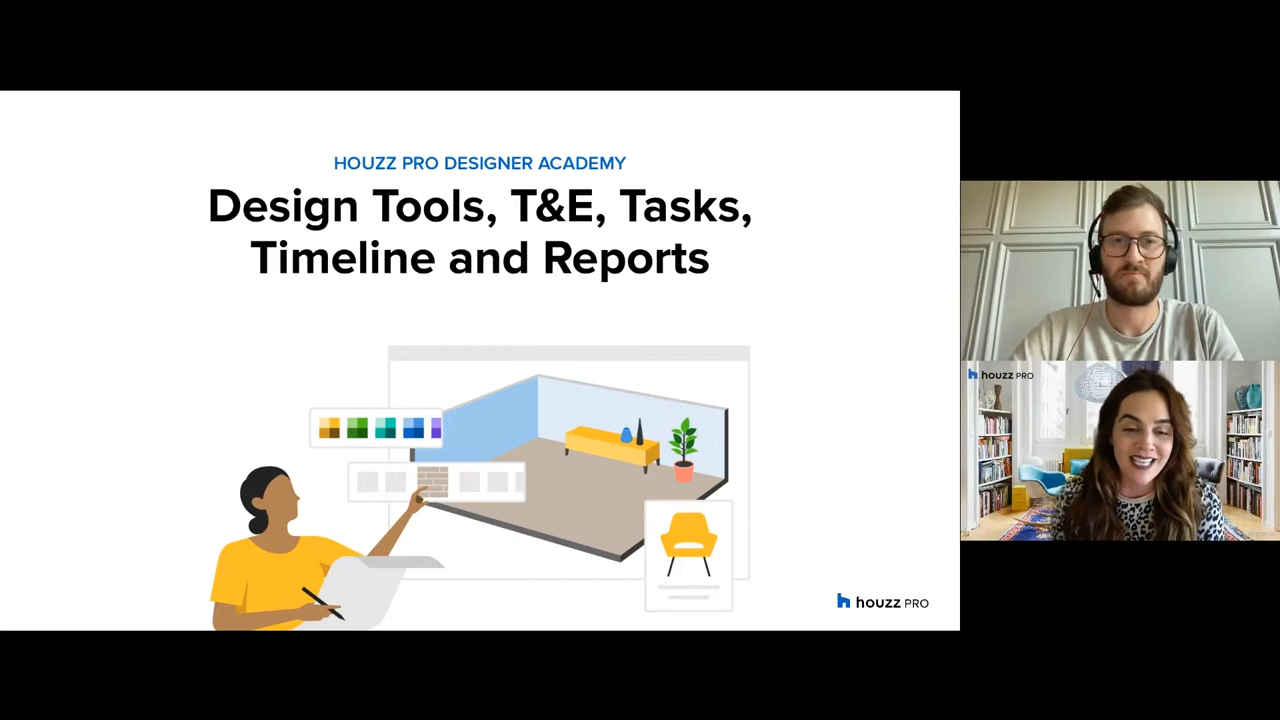 HOUZZ PRO DESIGNER ACADEMY
Design Tools, T&E, Tasks,
Timeline and Reports
houzz PRO
houzz PRO